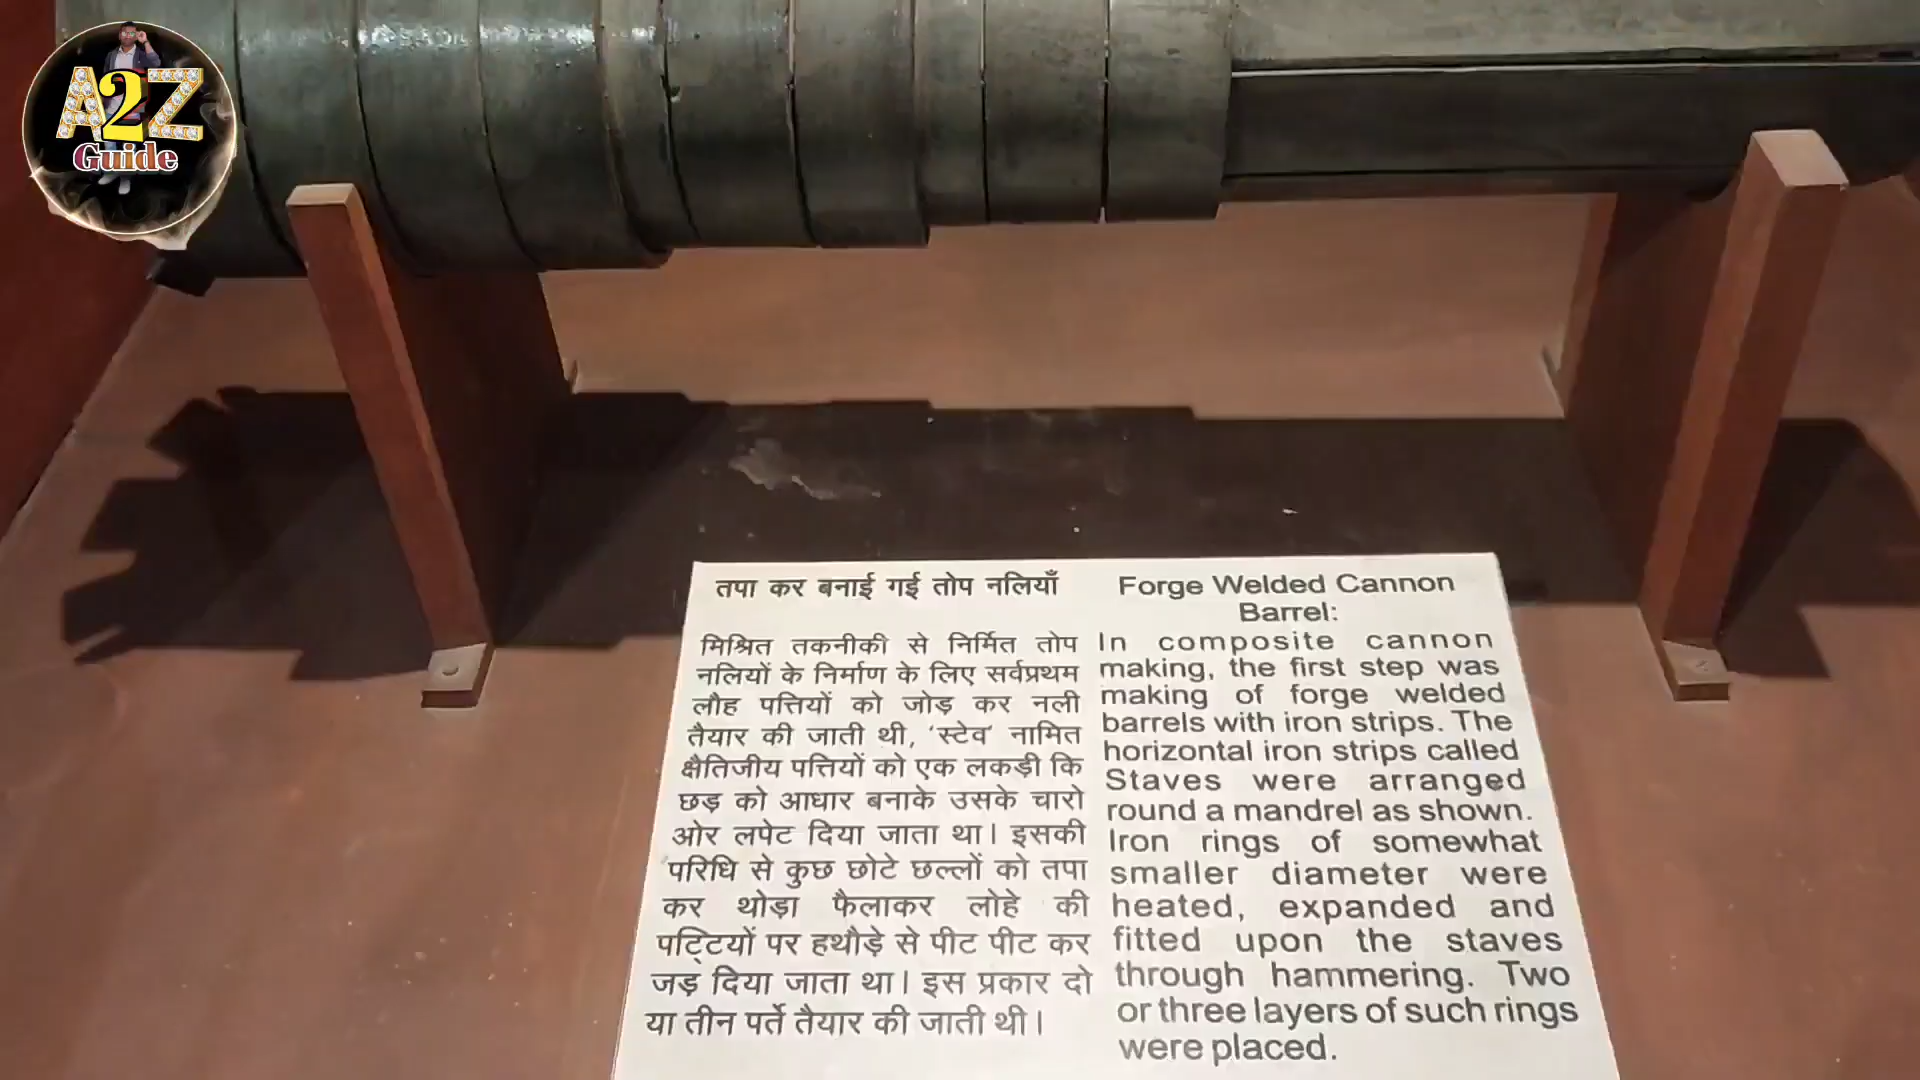 A2Z
Guide
तपा कर बनाई गई तोप नलियाँ
मिश्रित तकनीकी से निर्मित तोप
नलियों के निर्माण के लिए सर्वप्रथम
लौह पत्तियों को जोड़ कर नली
तैयार की जाती थी, ‘स्टेव’ नामित
क्षैतिजीय पत्तियों को एक लकड़ी कि
छड़ को आधार बनाके उसके चारो
ओर लपेट दिया जाता था। इसकी
परिधि से कुछ छोटे छल्लों को तपा
कर थोड़ा फैलाकर लोहे की
पट्टियों पर हथौड़े से पीट पीट कर
जड़ दिया जाता था। इस प्रकार दो
या तीन पर्ते तैयार की जाती थी।
Forge Welded Cannon
Barrel:
In composite cannon
making, the first step was
making of forge welded
barrels with iron strips. The
horizontal iron strips called
Staves were arranged
round a mandrel as shown.
Iron rings of somewhat
smaller diameter were
heated, expanded and
fitted upon the staves
through hammering. Two
or three layers of such rings
were placed.